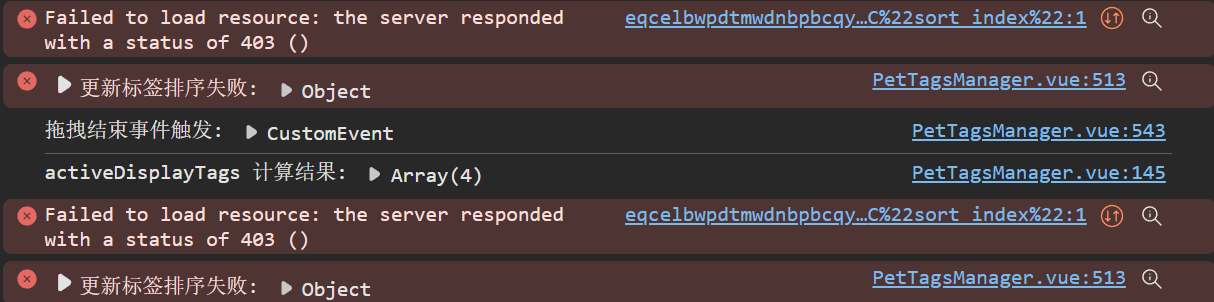 Failed to load resource: the server responded eqcelbwpdtmwdnbpbcqy…C%22sort_index%22:1
with a status of 403 ()
更新标签排序失败: Object PetTagsManager.vue:513
拖拽结束事件触发: CustomEvent PetTagsManager.vue:543
activeDisplayTags 计算结果: Array(4) PetTagsManager.vue:145
Failed to load resource: the server responded eqcelbwpdtmwdnbpbcqy…C%22sort_index%22:1
with a status of 403 ()
更新标签排序失败: Object PetTagsManager.vue:513